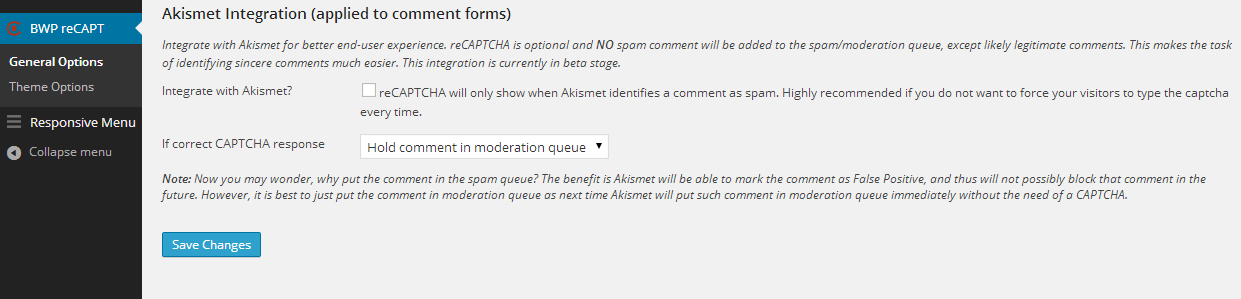 BWP reCAPT
General Options
Theme Options
Responsive Menu
Collapse menu
Akismet Integration (applied to comment forms)
Integrate with Akismet for better end-user experience. reCAPTCHA is optional and NO spam comment will be added to the spam/moderation queue, except likely legitimate comments. This makes the task
of identifying sincere comments much easier. This integration is currently in beta stage.
Integrate with Akismet?
reCAPTCHA will only show when Akismet identifies a comment as spam. Highly recommended if you do not want to force your visitors to type the captcha
every time.
If correct CAPTCHA response
Hold comment in moderation queue
Note: Now you may wonder, why put the comment in the spam queue? The benefit is Akismet will be able to mark the comment as False Positive, and thus will not possibly block that comment in the
future. However, it is best to just put the comment in moderation queue as next time Akismet will put such comment in moderation queue immediately without the need of a CAPTCHA.
Save Changes